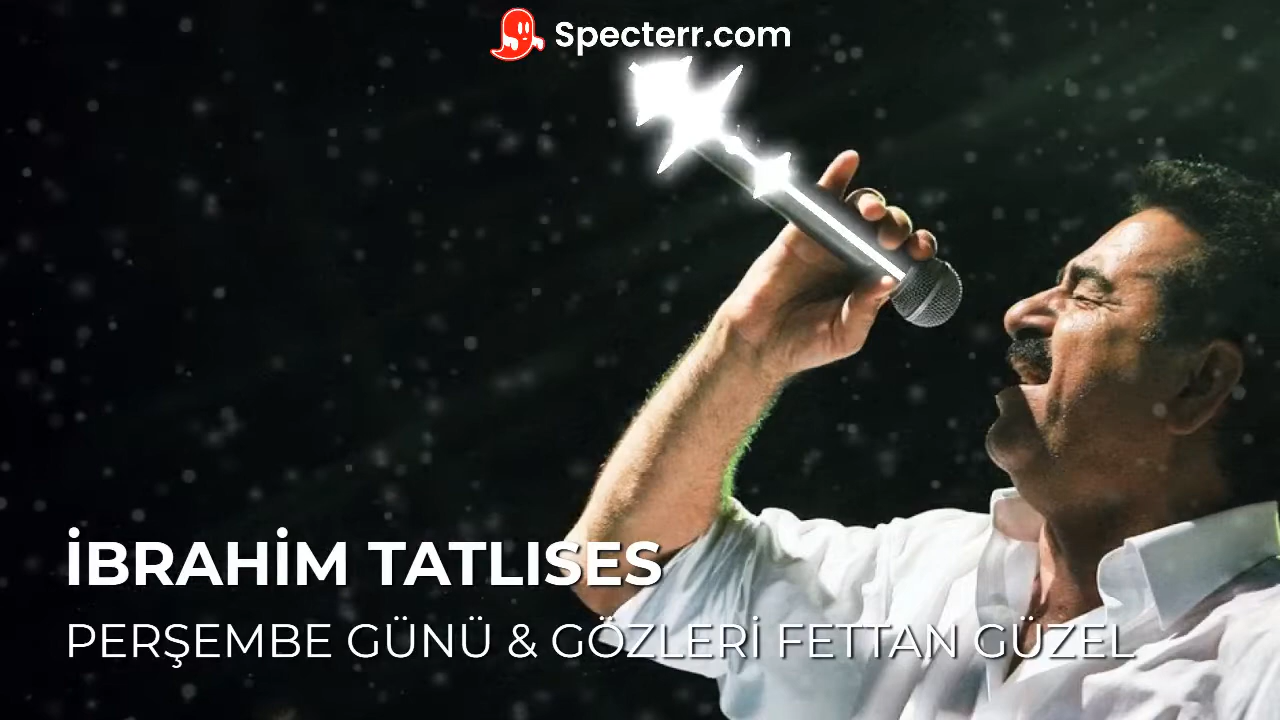 Specterr.com
İBRAHİM TATLISES
PERŞEMBE GÜNÜ & GÖZLERİ FETTAN GÜZEL